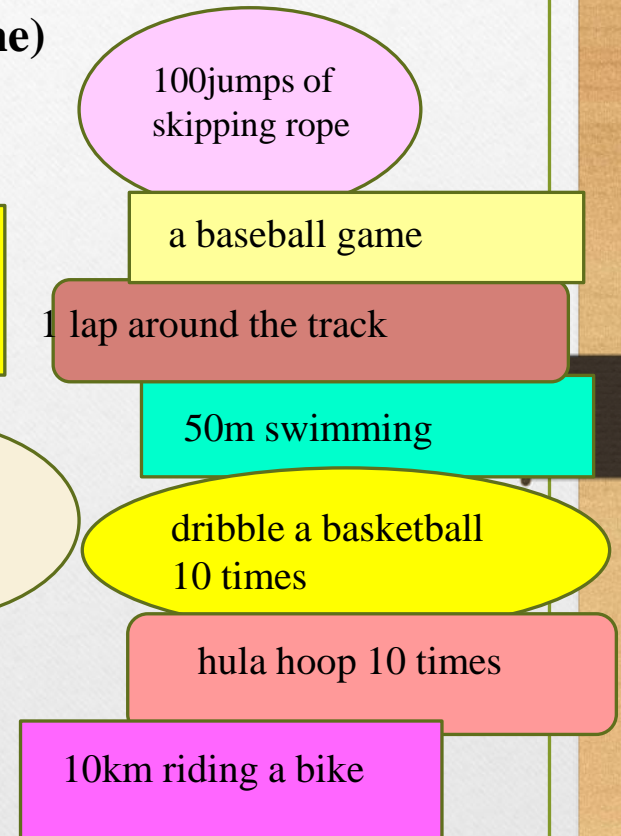 ne)
100jumps of
skipping rope
a baseball game
1 lap around the track
50m swimming
dribble a basketball
10 times
hula hoop 10 times
10km riding a bike